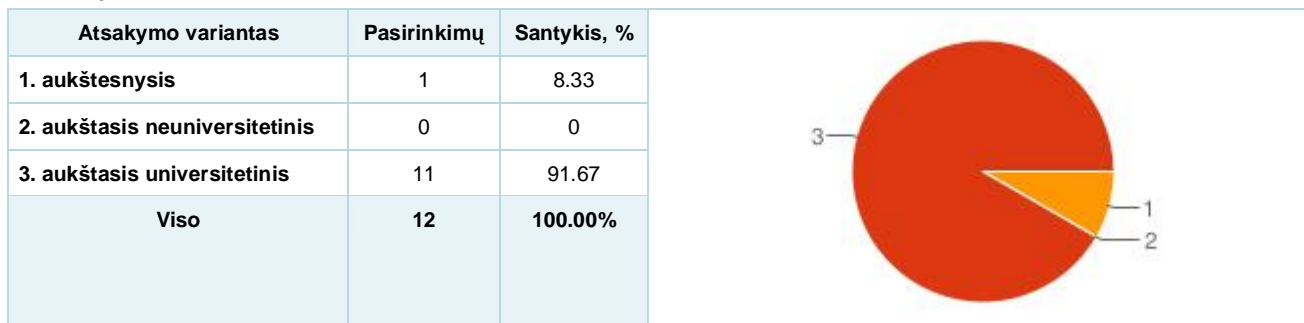 Atsakymo variantas Pasirinkimų Santykis, %
1. aukštesnysis 1 8.33
2. aukštasis neuniversitetinis 0 0
3. aukštasis universitetinis 11 91.67
Viso 12 100.00%
3
1
2